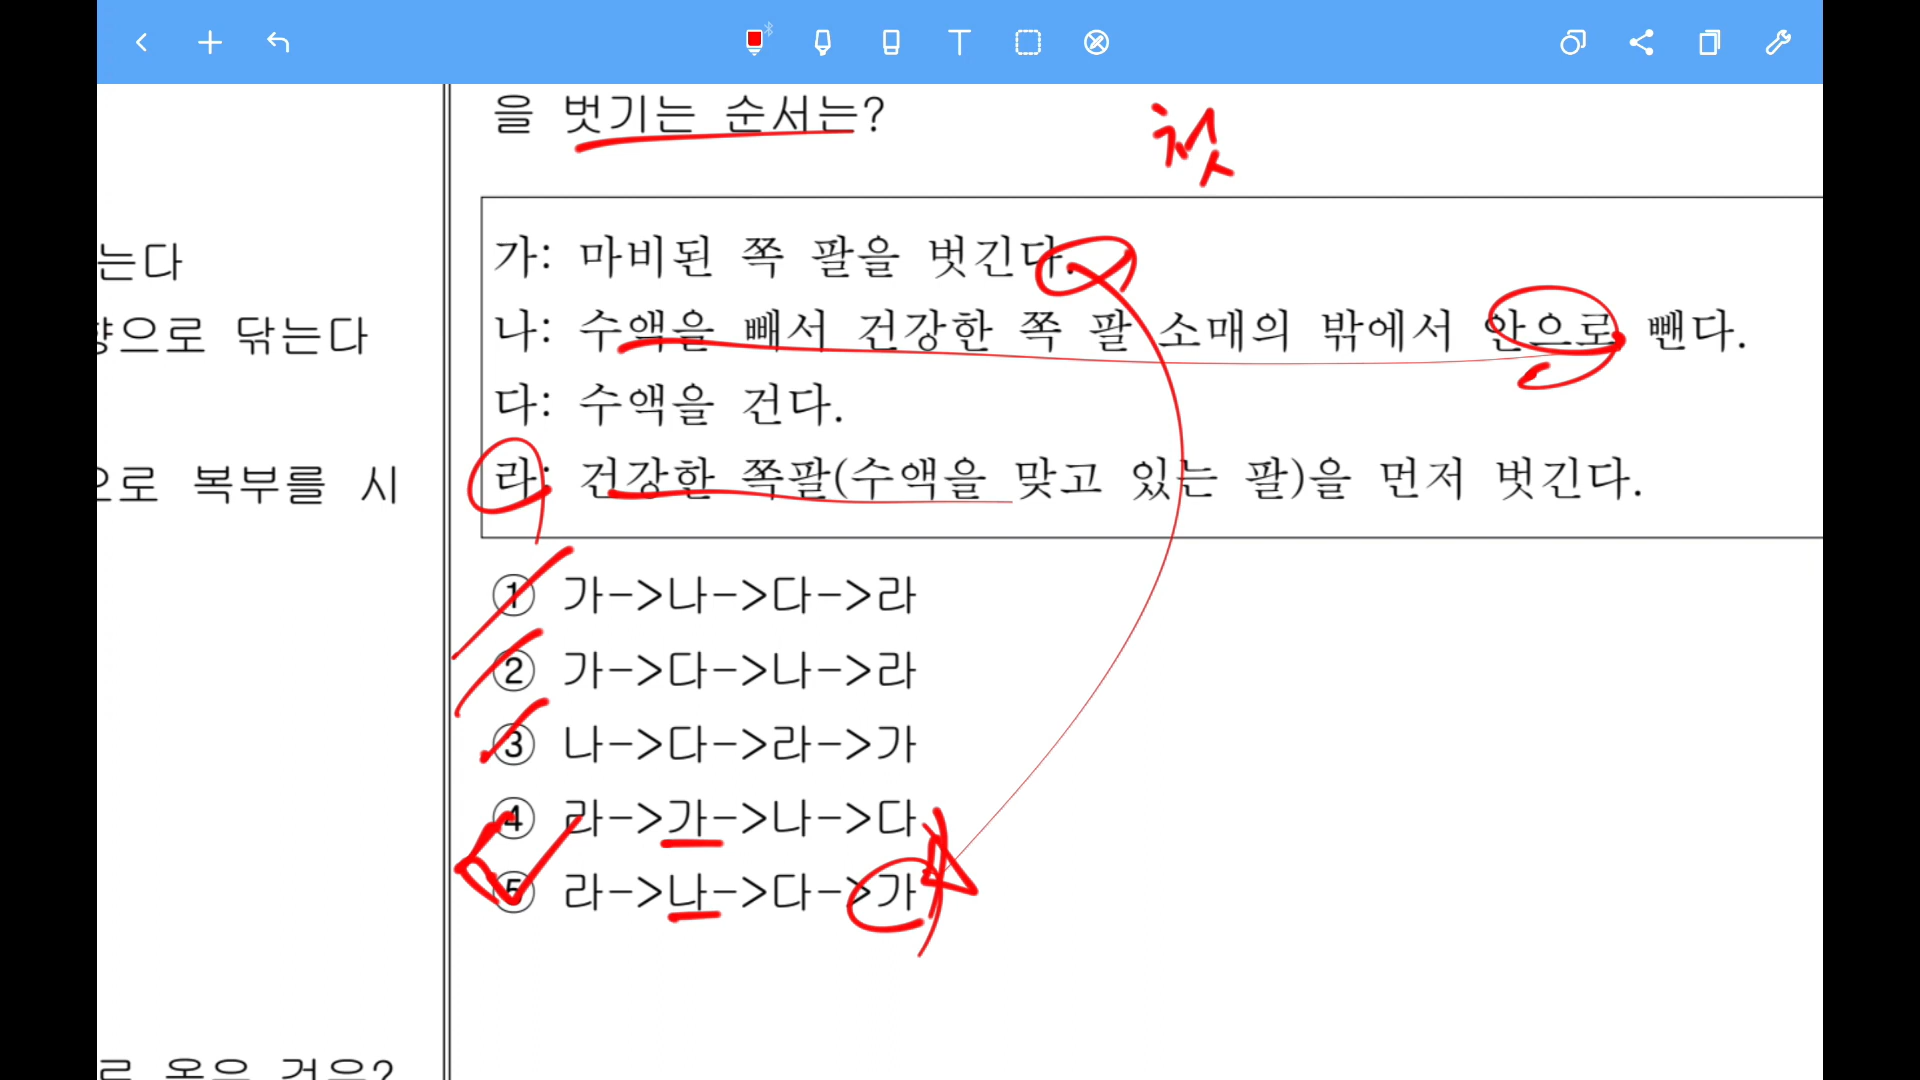 는다
향으로 닦는다
으로 복부를 시
로 옳은 것은?
을 벗기는 순서는?
가: 마비된 쪽 팔을 벗긴다.
나: 수액을 빼서 건강한 쪽 팔 소매의 밖에서 안으로 뺀다.
다: 수액을 건다.
라: 건강한 쪽팔(수액을 맞고 있는 팔)을 먼저 벗긴다.
① 가->나->다->라
② 가->다->나->라
③ 나->다->라->가
④ 라->가->나->다
⑤ 라->나->다->가